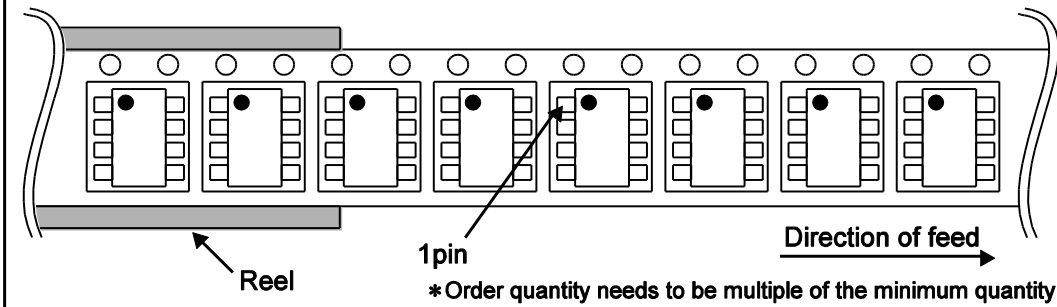 1pin
Direction of feed
Reel
*Order quantity needs to be multiple of the minimum quantity